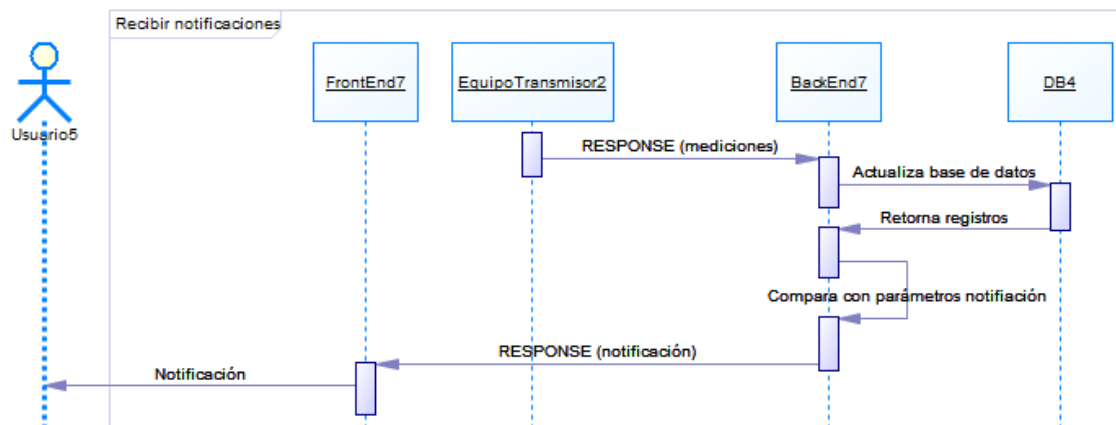 Recibir notificaciones
Usuario5
FrontEnd7
EquipoTransmisor2
BackEnd7
DB4
RESPONSE (mediciones)
Actualiza base de datos
Retorna registros
Compara con parámetros notifiación
RESPONSE (notificación)
Notificación